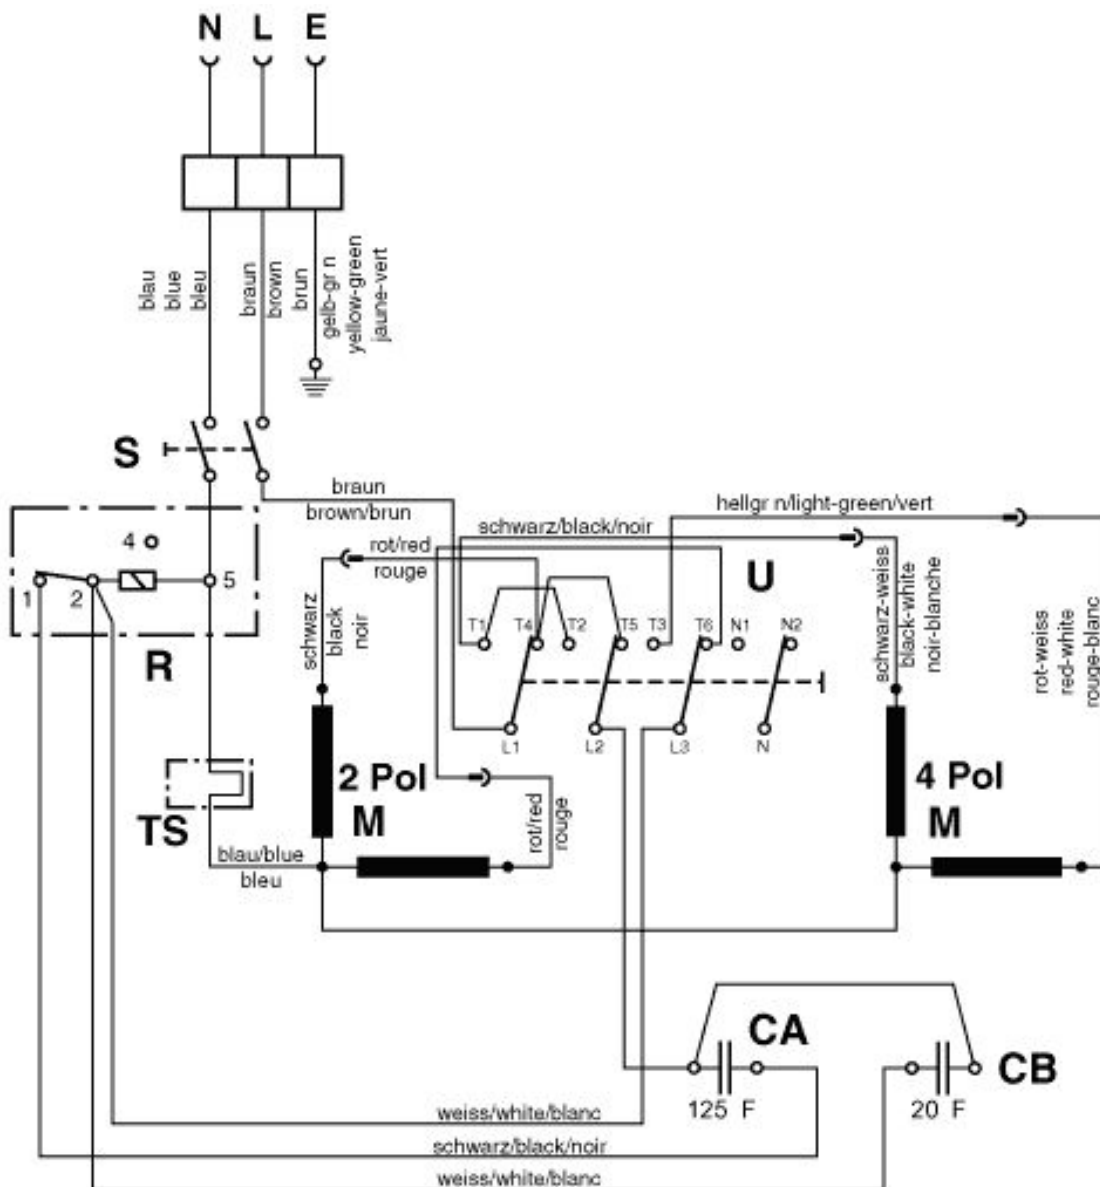 N L E
blau
blue
bleu
braun
brown
brun
gelb-gr n
yellow-green
jaune-vert
S
braun
brown/brun
hellgr n/light-green/vert
schwarz/black/noir
rot/red
rouge
4
1 2 5
R
U
schwarz
black
noir
T1 T4 T2 T5 T3 T6 N1 N2
schwarz-weiss
black-white
noir-blanche
rot-weiss
red-white
rouge-blanc
L1 L2 L3 N
2 Pol
M
4 Pol
M
TS
rot/red
rouge
blau/blue
bleu
CA
CB
125 F
20 F
weiss/white/blanc
schwarz/black/noir
weiss/white/blanc